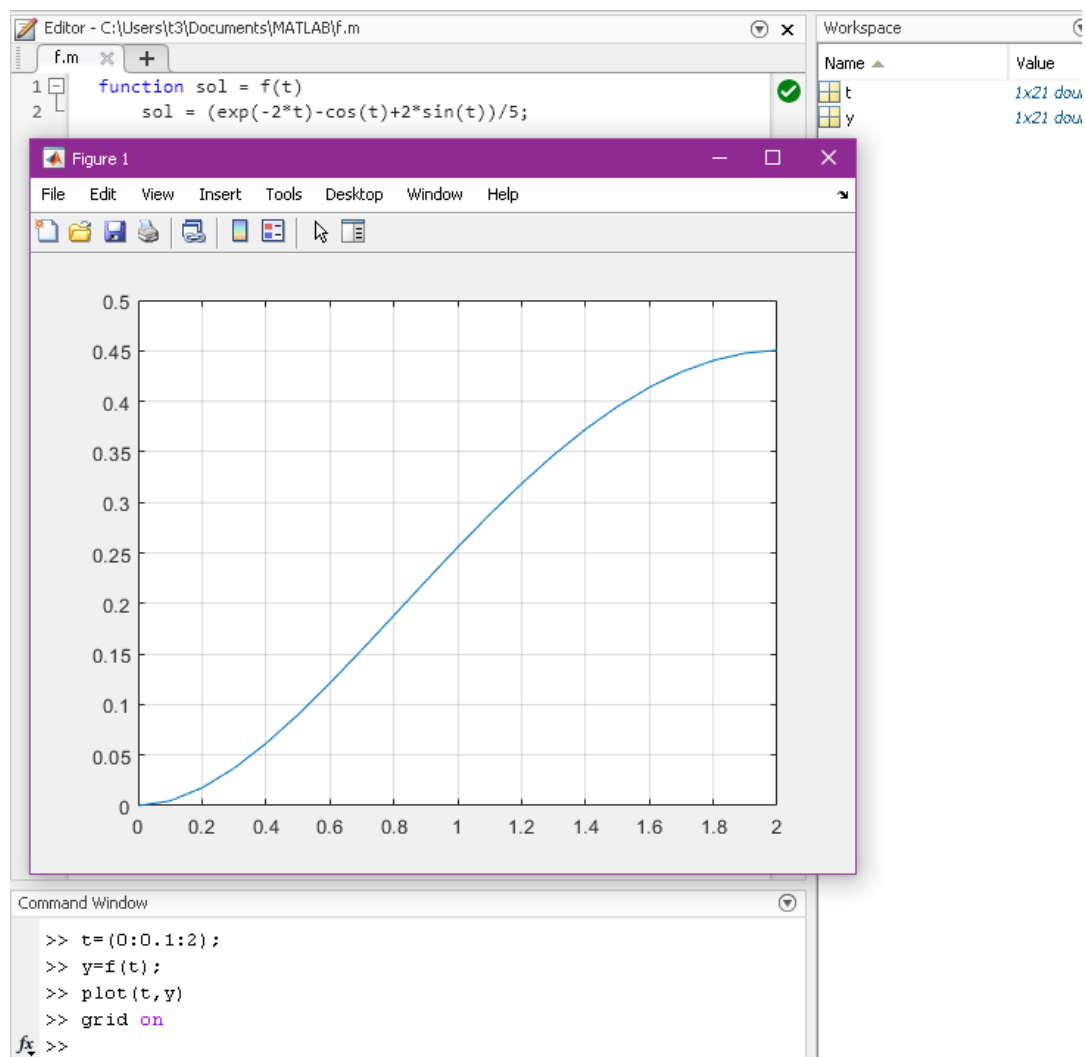 Editor - C:\Users\t3\Documents\MATLAB\f.m
Workspace
f.m
Name
Value
1 function sol = f(t)
2 sol = (exp(-2*t)-cos(t)+2*sin(t))/5;
t 1x21
y 1x21
Figure 1
File Edit View Insert Tools Desktop Window Help
0.5
0.45
0.4
0.35
0.3
0.25
0.2
0.15
0.1
0.05
0
0 0.2 0.4 0.6 0.8 1 1.2 1.4 1.6 1.8 2
Command Window
>> t=(0:0.1:2);
>> y=f(t);
>> plot(t,y)
>> grid on
fx >>